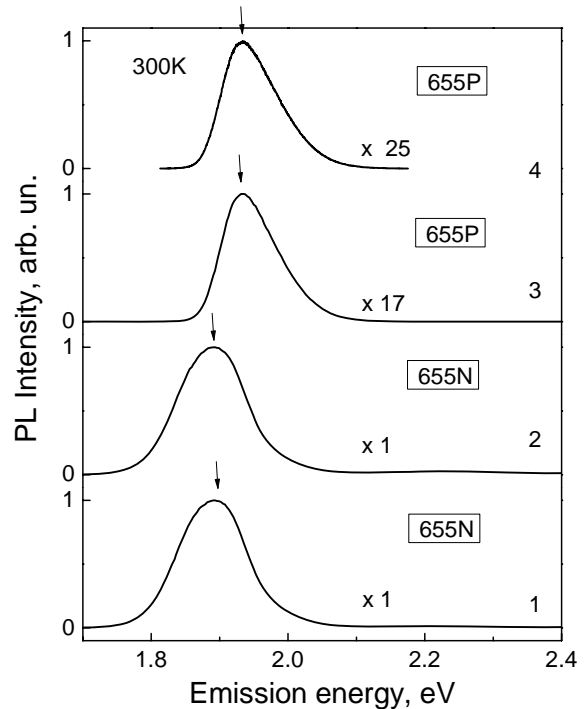 1
300K
655P
x 25
0
4
1
655P
x 17
3
0
1
655N
x 1
2
0
1
655N
x 1
1
0
PL Intensity, arb. un.
1.8 2.0 2.2 2.4
Emission energy, eV